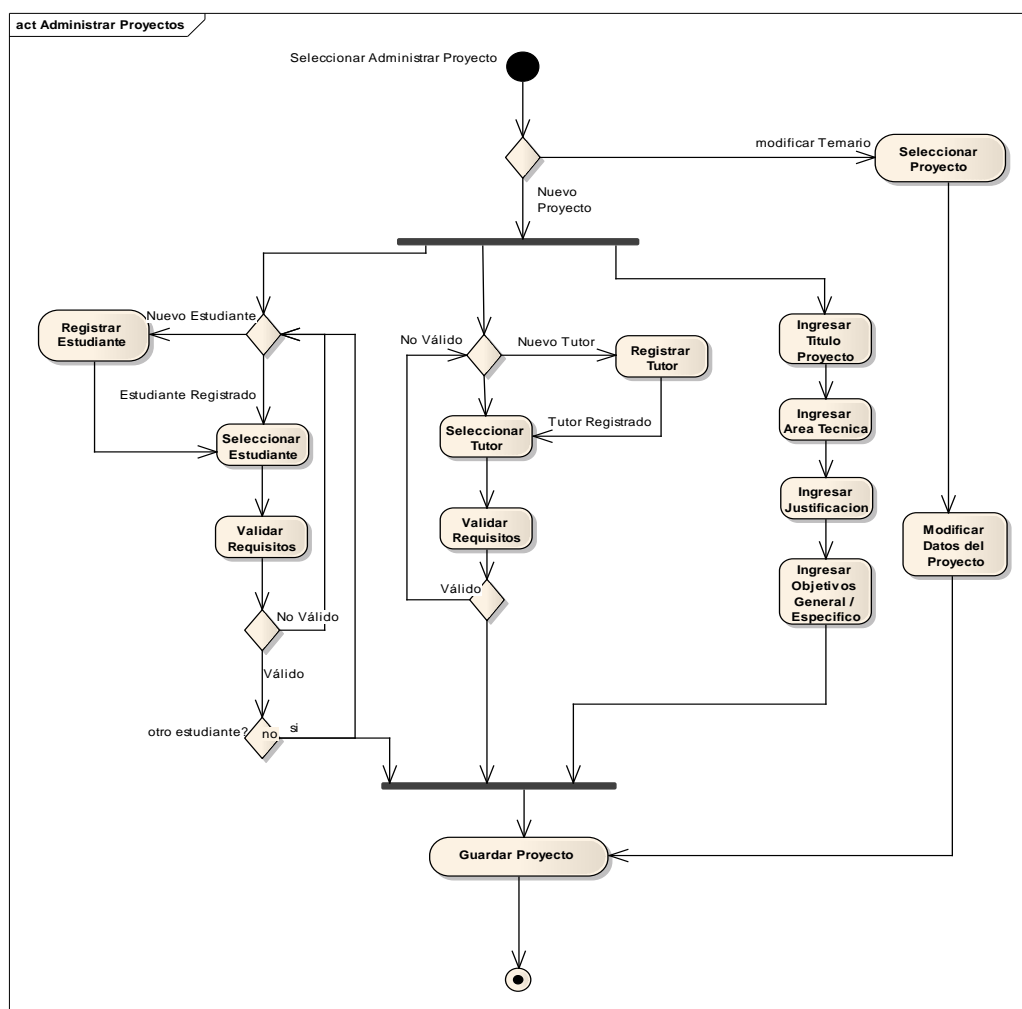 act Administrar Proyectos
Seleccionar Administrar Proyecto
modificar Temario
Seleccionar
Proyecto
Nuevo
Proyecto
Nuevo Estudiante
Registrar
Estudiante
No Válido
Nuevo Tutor
Registrar
Tutor
Ingresar
Titulo
Proyecto
Estudiante Registrado
Seleccionar
Estudiante
Seleccionar
Tutor
Tutor Registrado
Ingresar
Area Tecnica
Ingresar
Justificacion
Validar
Requisitos
Validar
Requisitos
Modificar
Datos del
Proyecto
Ingresar
Objetivos
General /
Especifico
Válido
No Válido
Válido
otro estudiante?
no
si
Guardar Proyecto